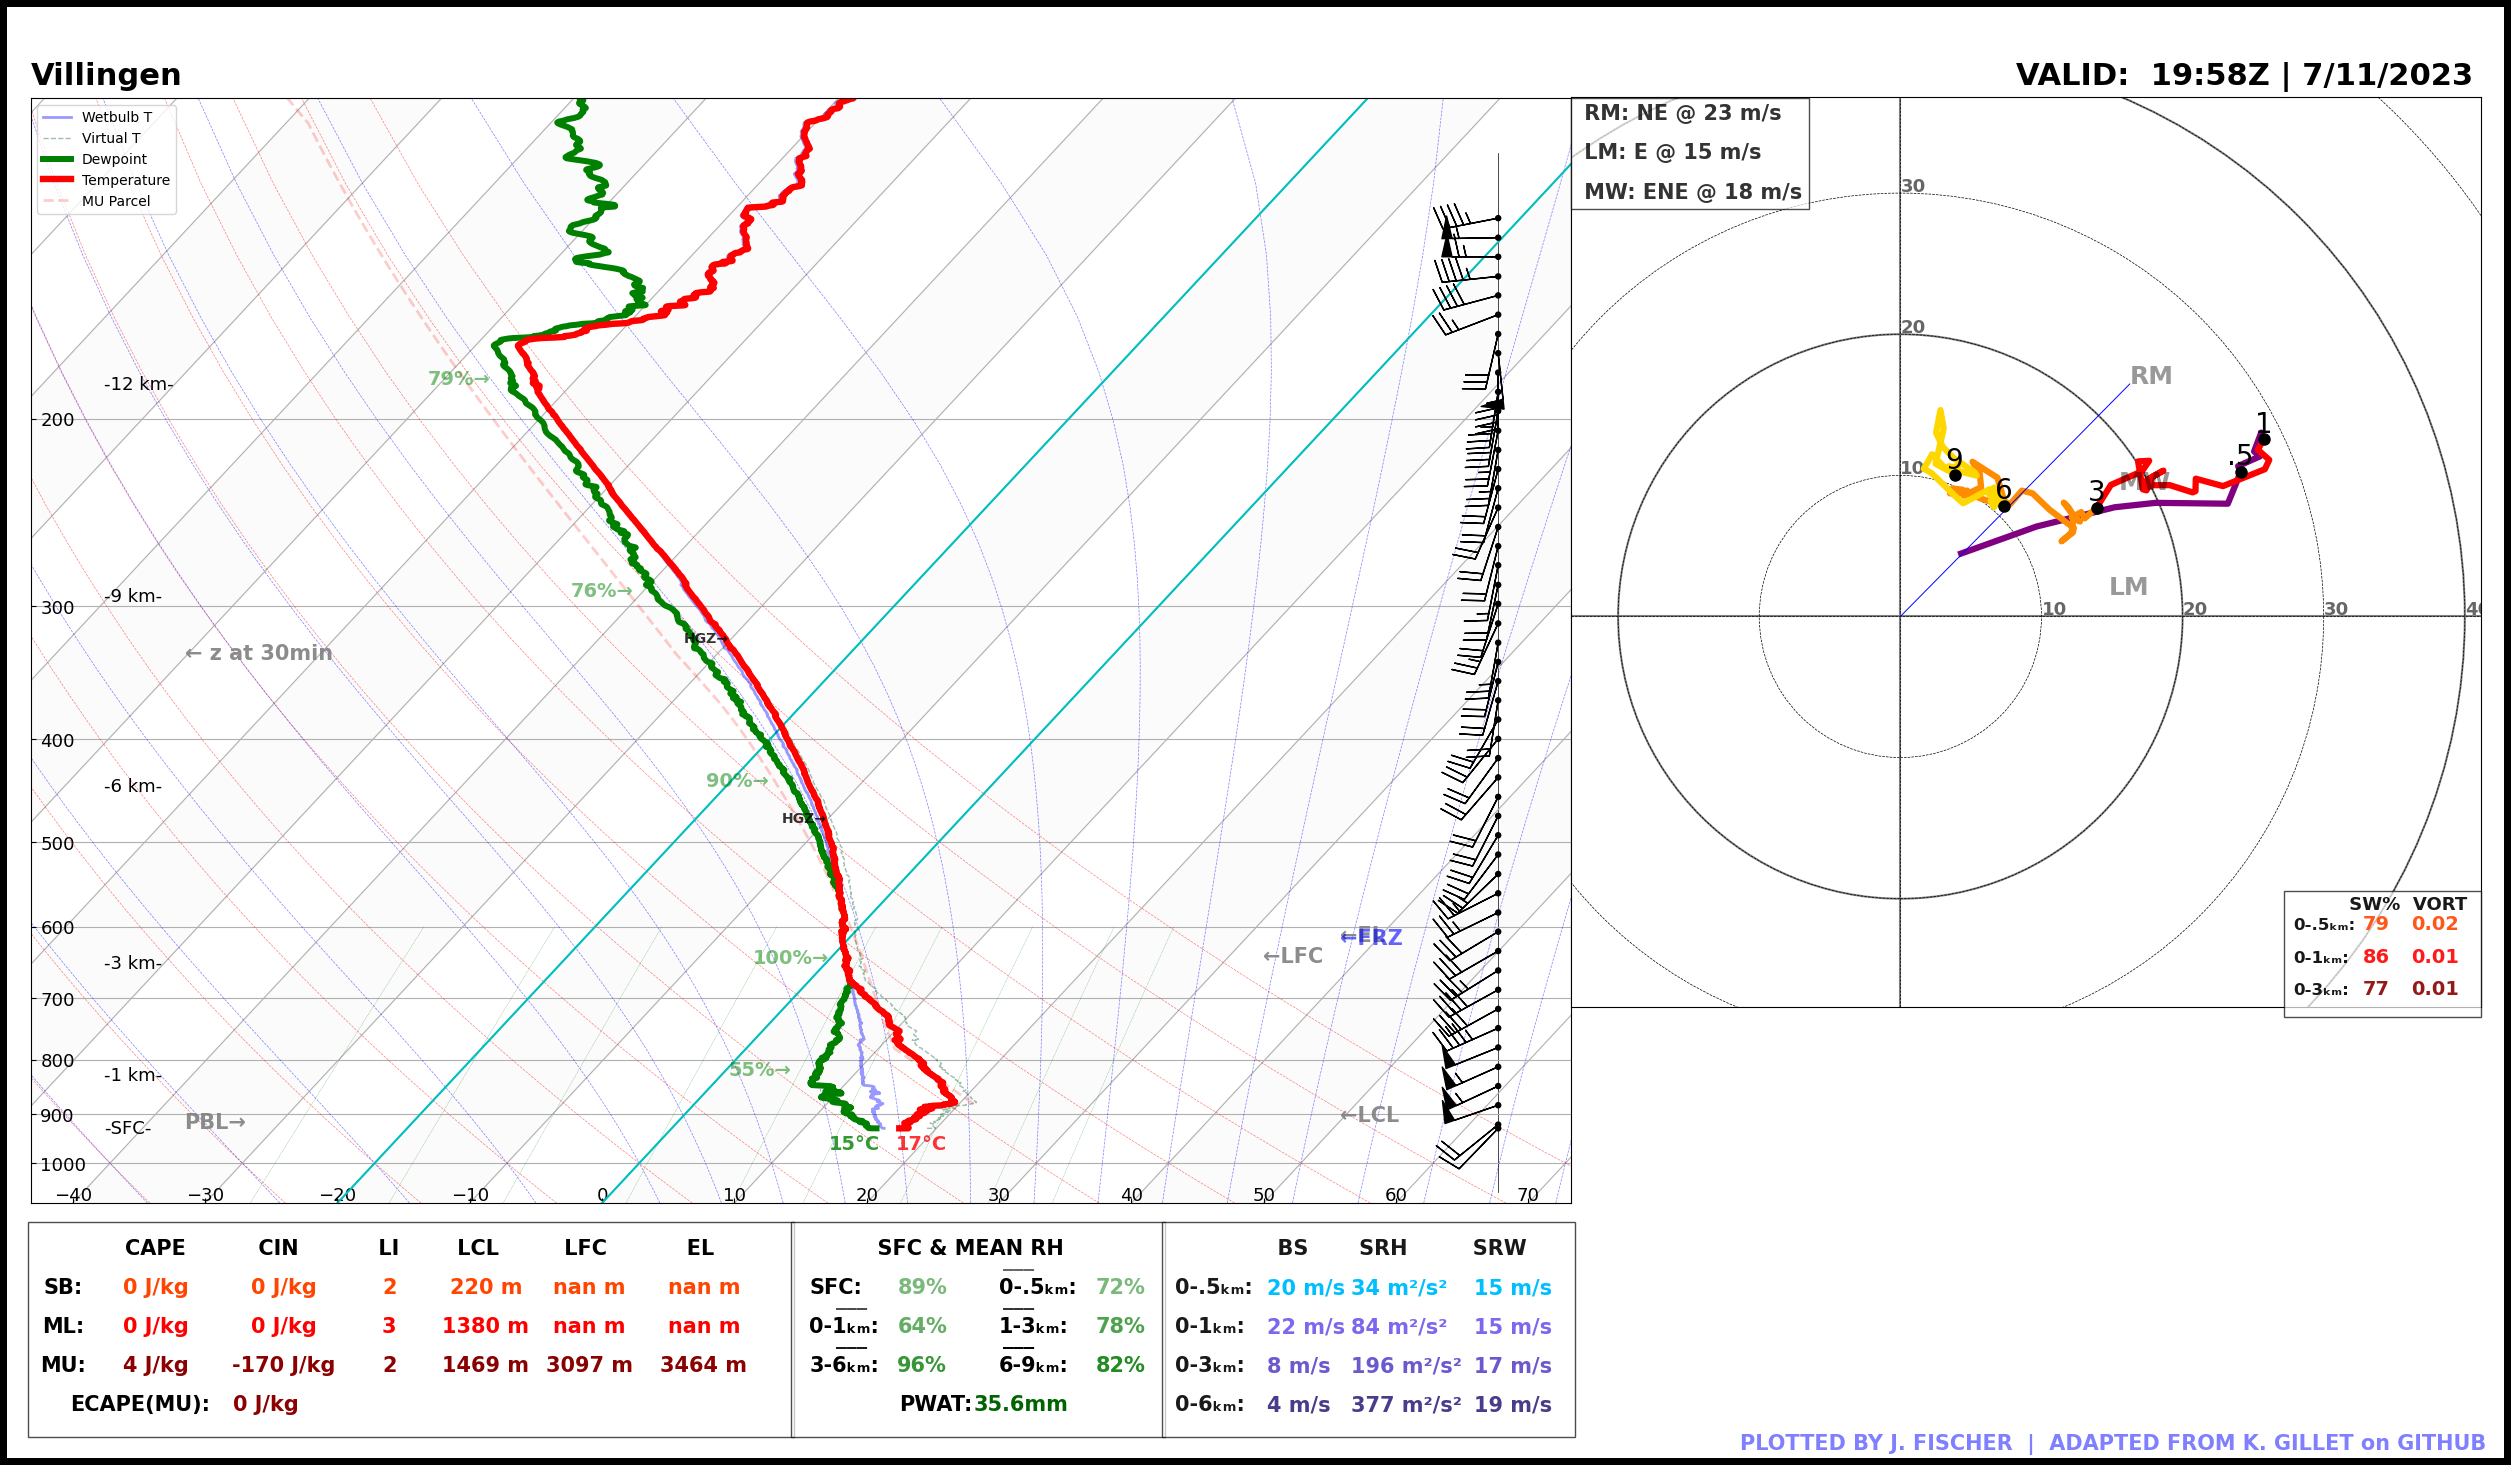 Villingen
VALID:  19:58Z | 7/11/2023
Wetbulb T
Virtual T
Dewpoint
Temperature
MU Parcel
RM: NE @ 23 m/s
LM: E @ 15 m/s
MW: ENE @ 18 m/s
30
20
10
RM
1
.5
9
MW
6
3
LM
10
20
30
79%→
-12 km-
200
76%→
-9 km-
300
HGZ→
← z at 30min
400
90%→
-6 km-
HGZ→
500
600
←FRZ
←LFC
100%→
-3 km-
700
800
55%→
-1 km-
900
←LCL
PBL→
-SFC-
15°C 17°C
1000
−40 −30 −20 −10 0 10 20 30 40 50 60 70
SW% VORT
0-.5ₖₘ: 79 0.02
0-1ₖₘ: 86 0.01
0-3ₖₘ: 77 0.01
CAPE CIN LI LCL LFC EL
SB: 0 J/kg 0 J/kg 2 220 m nan m nan m
ML: 0 J/kg 0 J/kg 3 1380 m nan m nan m
MU: 4 J/kg -170 J/kg 2 1469 m 3097 m 3464 m
ECAPE(MU): 0 J/kg
SFC & MEAN RH
SFC: 89% 0-.5ₖₘ: 72%
0-1ₖₘ: 64% 1-3ₖₘ: 78%
3-6ₖₘ: 96% 6-9ₖₘ: 82%
PWAT: 35.6mm
BS SRH SRW
0-.5ₖₘ: 20 m/s 34 m²/s² 15 m/s
0-1ₖₘ: 22 m/s 84 m²/s² 15 m/s
0-3ₖₘ: 8 m/s 196 m²/s² 17 m/s
0-6ₖₘ: 4 m/s 377 m²/s² 19 m/s
PLOTTED BY J. FISCHER | ADAPTED FROM K. GILLET on GITHUB